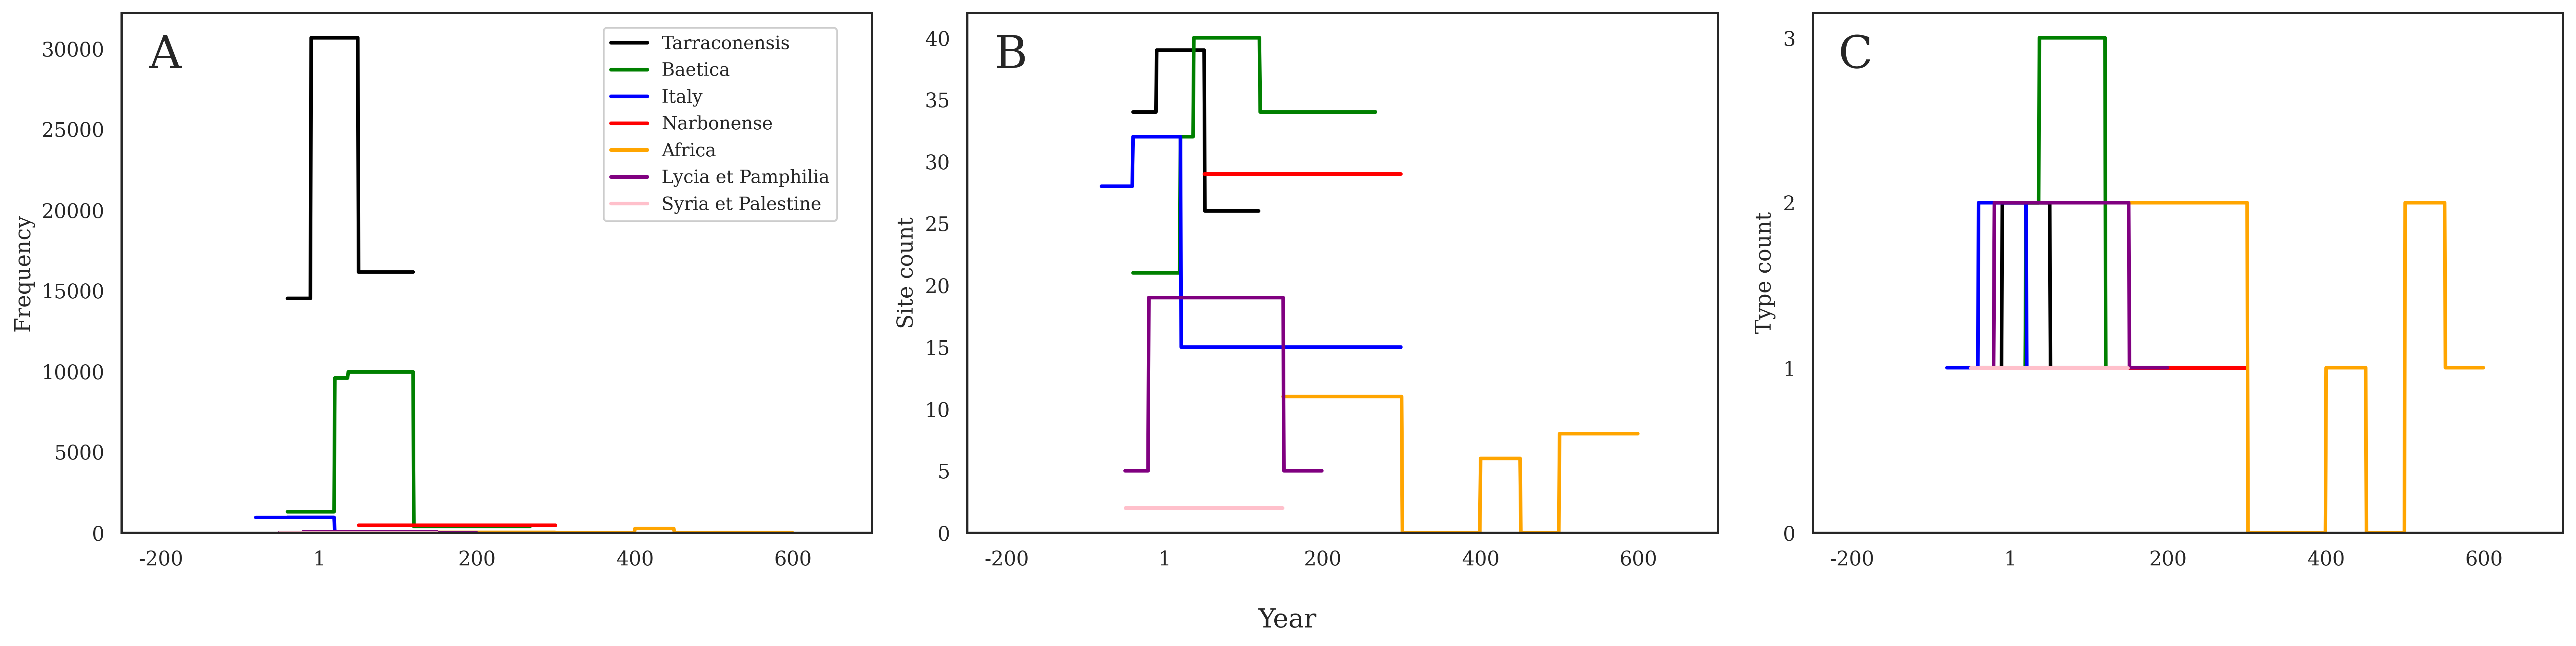 A
30000
25000
20000
15000
10000
5000
0
Frequency
-200 1 200 400 600
Tarraconensis
Baetica
Italy
Narbonense
Africa
Lycia et Pamphilia
Syria et Palestine
B
40
35
30
25
20
15
10
5
0
Site count
-200 1 200 400 600
C
3
2
1
0
Type count
-200 1 200 400 600
Year